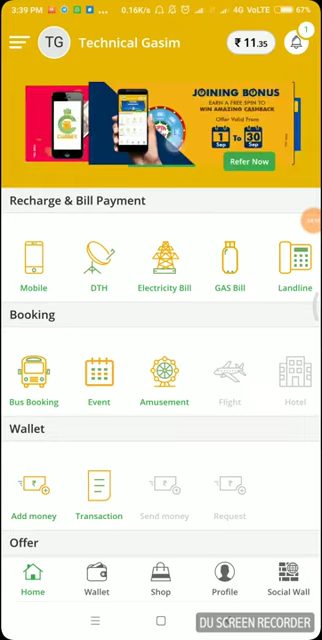 3:39 PM ... 0.16K/s 4G VoLTE 67%
TG Technical Gasim ₹ 11.35 1
JOINING BONUS
EARN A FREE SPIN TO
WIN AMAZING CASHBACK
Offer Valid From
1 Sep To 30 Sep
Refer Now
Recharge & Bill Payment
Mobile DTH Electricity Bill GAS Bill Landline
Booking
Bus Booking Event Amusement Flight Hotel
Wallet
Add money Transaction Send money Request
Offer
Home Wallet Shop Profile Social Wall
DU SCREEN RECORDER